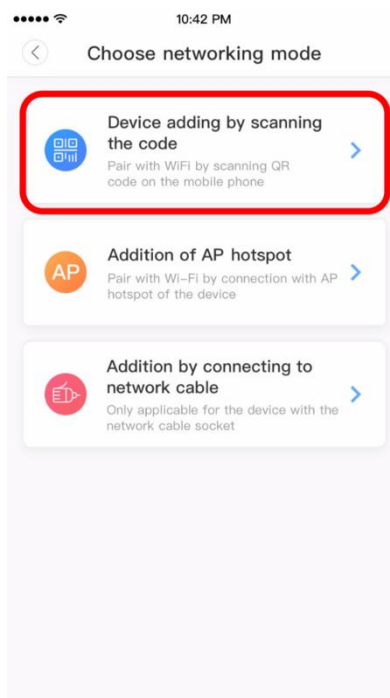 10:42 PM
Choose networking mode
Device adding by scanning
the code
Pair with WiFi by scanning QR
code on the mobile phone
AP
Addition of AP hotspot
Pair with Wi-Fi by connection with AP
hotspot of the device
Addition by connecting to
network cable
Only applicable for the device with the
network cable socket